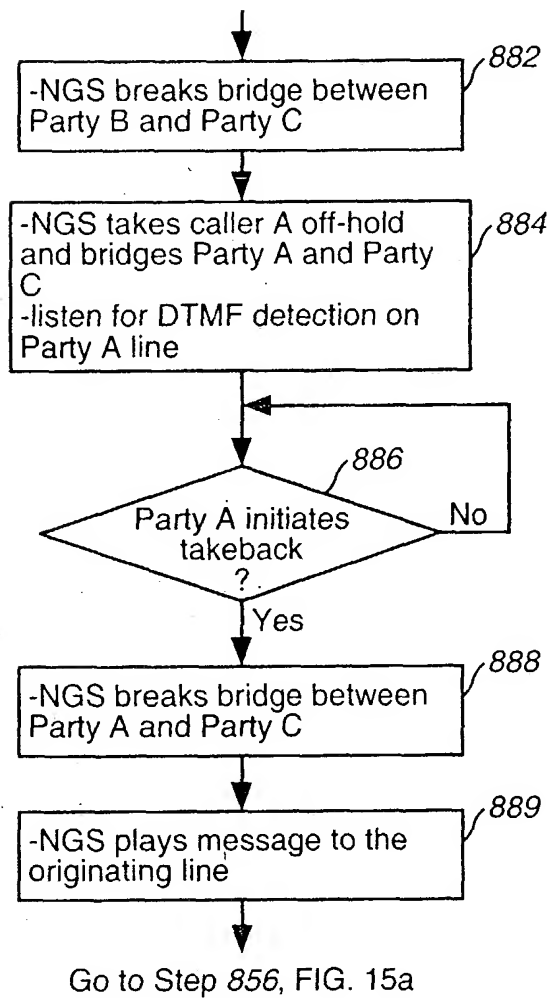 882
-NGS breaks bridge between
Party B and Party C
884
-NGS takes caller A off-hold
and bridges Party A and Party
C
-listen for DTMF detection on
Party A line
886
Party A initiates
takeback
?
No
Yes
888
-NGS breaks bridge between
Party A and Party C
889
-NGS plays message to the
originating line
Go to Step 856, FIG. 15a